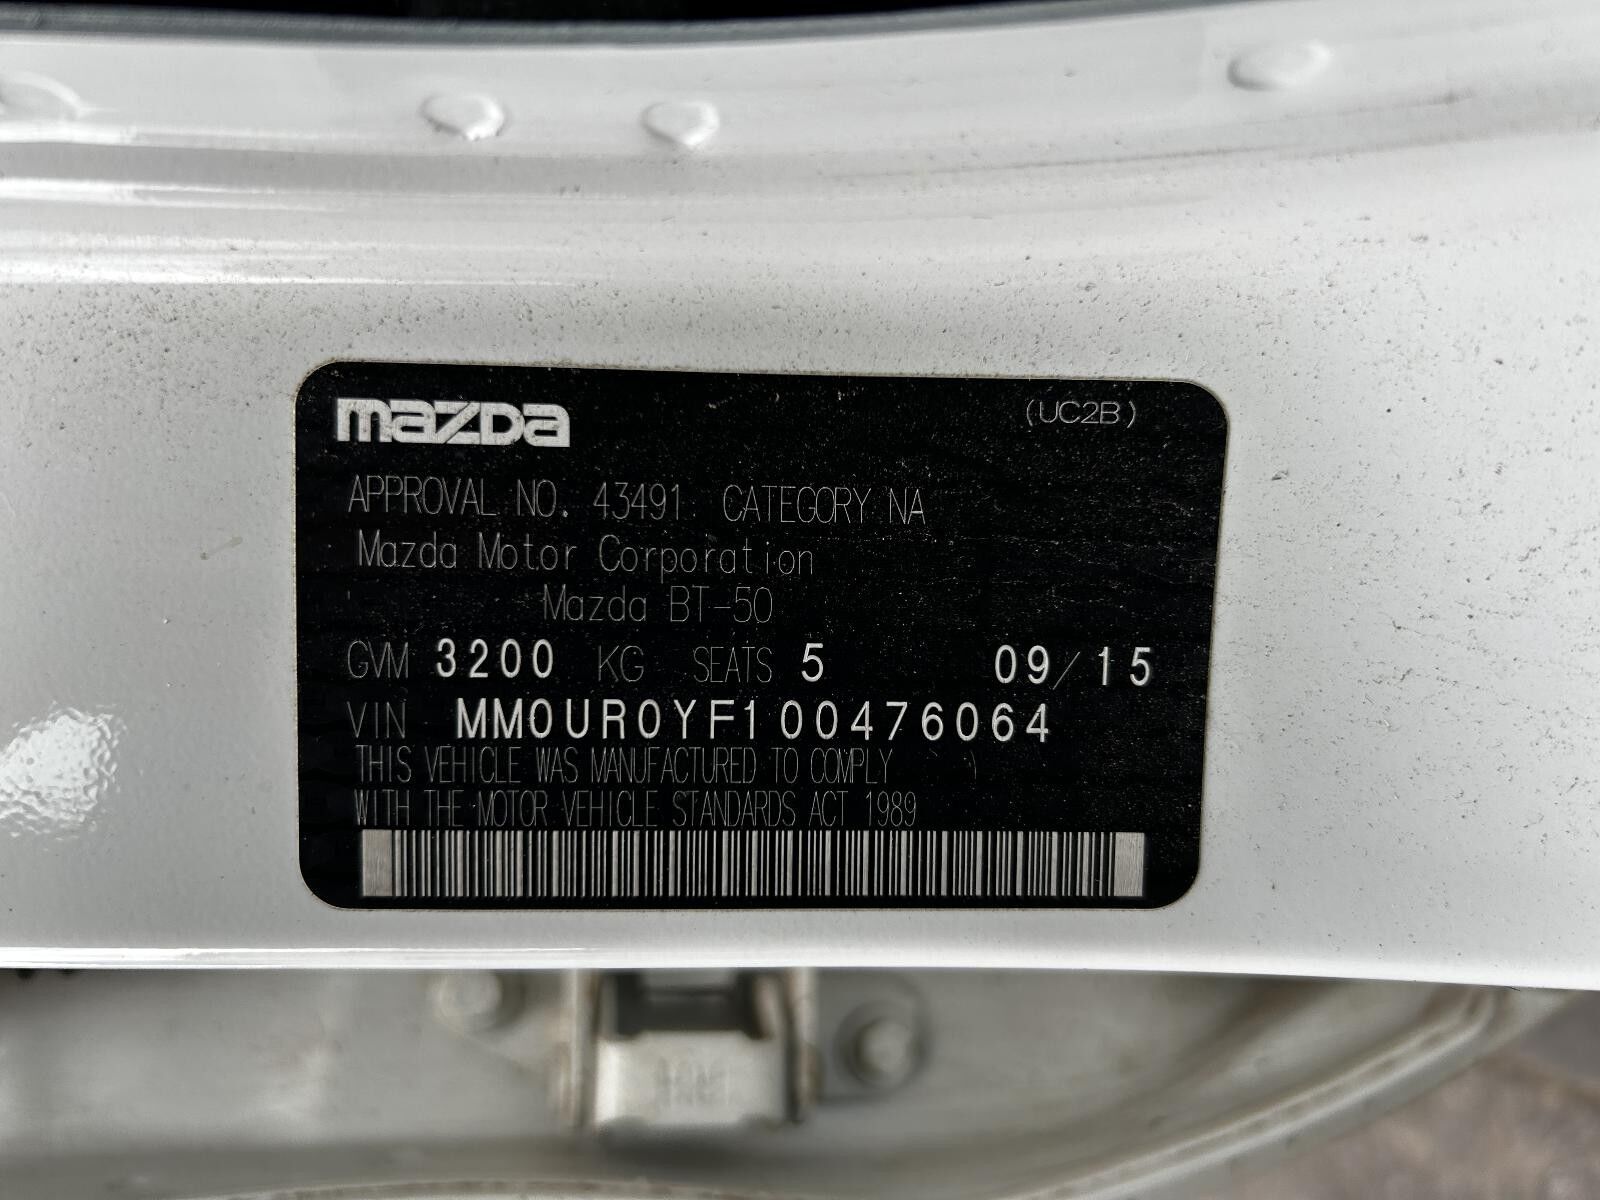 mazda (UC2B)
APPROVAL NO. 43491 CATEGORY NA
Mazda Motor Corporation
Mazda BT-50
GVM 3200 KG SEATS 5 09/15
VIN MM0UR0YF100476064
THIS VEHICLE WAS MANUFACTURED TO COMPLY
WITH THE MOTOR VEHICLE STANDARDS ACT 1989